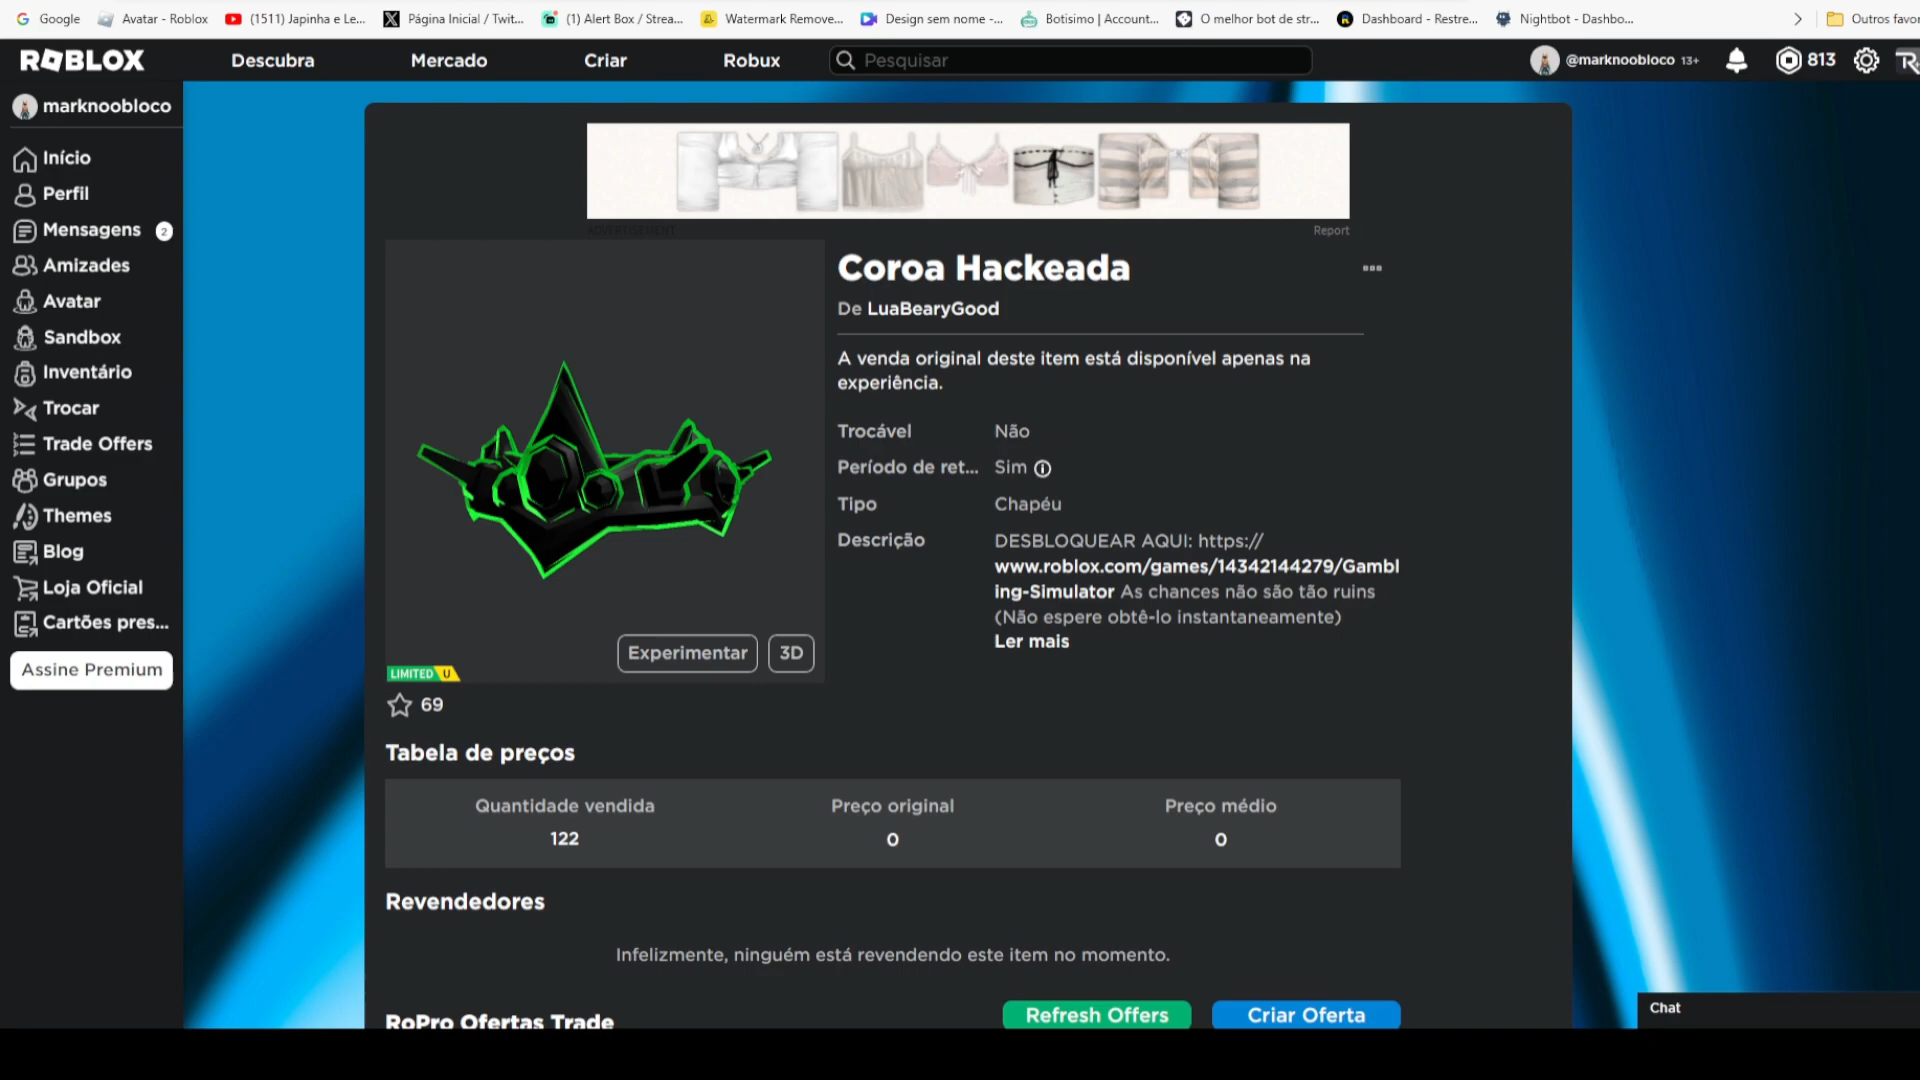 Google
Avatar - Roblox
(1511) Japinha e Le...
Página Inicial / Twit...
(1) Alert Box / Strea...
Watermark Remove...
Design sem nome -...
Botisimo | Account...
O melhor bot de str...
Dashboard - Restre...
Nightbot - Dashbo...
Outros favor
ROBLOX
Descubra
Mercado
Criar
Robux
Pesquisar
@marknoobloco 13+
813
marknoobloco
Início
Perfil
Mensagens 2
Amizades
Avatar
Sandbox
Inventário
Trocar
Trade Offers
Grupos
Themes
Blog
Loja Oficial
Cartões pres...
Assine Premium
ADVERTISEMENT
Report
Coroa Hackeada
De LuaBearyGood
A venda original deste item está disponível apenas na
experiência.
Trocável Não
Período de ret... Sim
Tipo Chapéu
Descrição DESBLOQUEAR AQUI: https://
www.roblox.com/games/14342144279/Gambl
ing-Simulator As chances não são tão ruins
(Não espere obtê-lo instantaneamente)
Ler mais
Experimentar
3D
LIMITED U
69
Tabela de preços
Quantidade vendida Preço original Preço médio
122 0 0
Revendedores
Infelizmente, ninguém está revendendo este item no momento.
RoPro Ofertas Trade
Refresh Offers
Criar Oferta
Chat